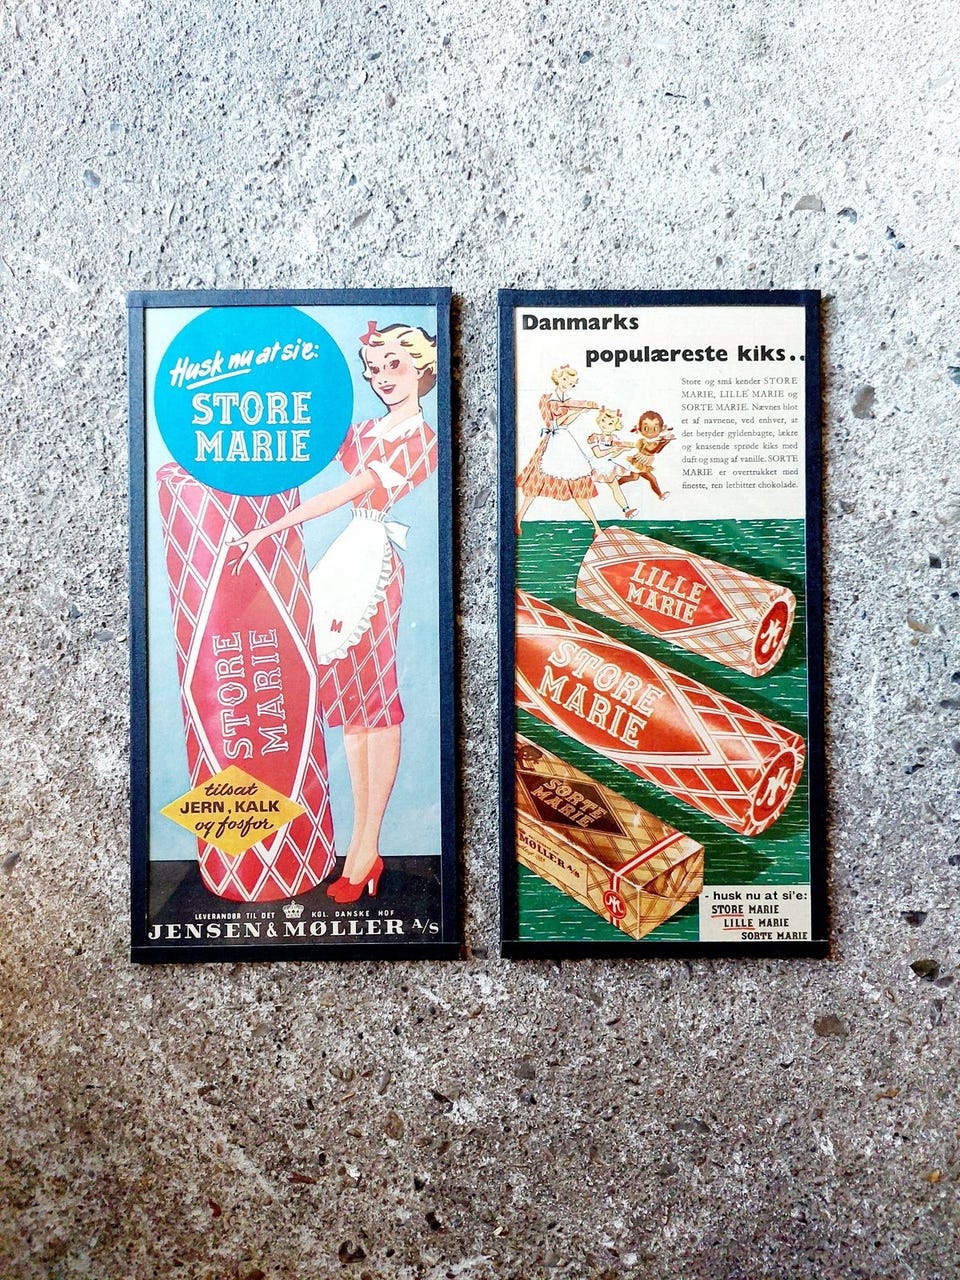 Husk nu at si'e:
STORE
MARIE
STORE
MARIE
M
tilsat
JERN, KALK
og fosfor
LEVERANDØR TIL DET KGL. DANSKE HOF
JENSEN & MØLLER A/S
Danmarks
populæreste kiks..
Store og små kender STORE
MARIE, LILLE MARIE og
SORTE MARIE. Nævnes blot
et af navnene, ved enhver, at
det betyder gyldenbagte, lækre
og knasende sprøde kiks med
duft og smag af vanille. SORTE
MARIE er overtrukket med
fineste, ren letbitter chokolade.
LILLE
MARIE
M
STORE
MARIE
M
SORTE
MARIE
MØLLER A/S
M
- husk nu at si'e:
STORE MARIE
LILLE MARIE
SORTE MARIE